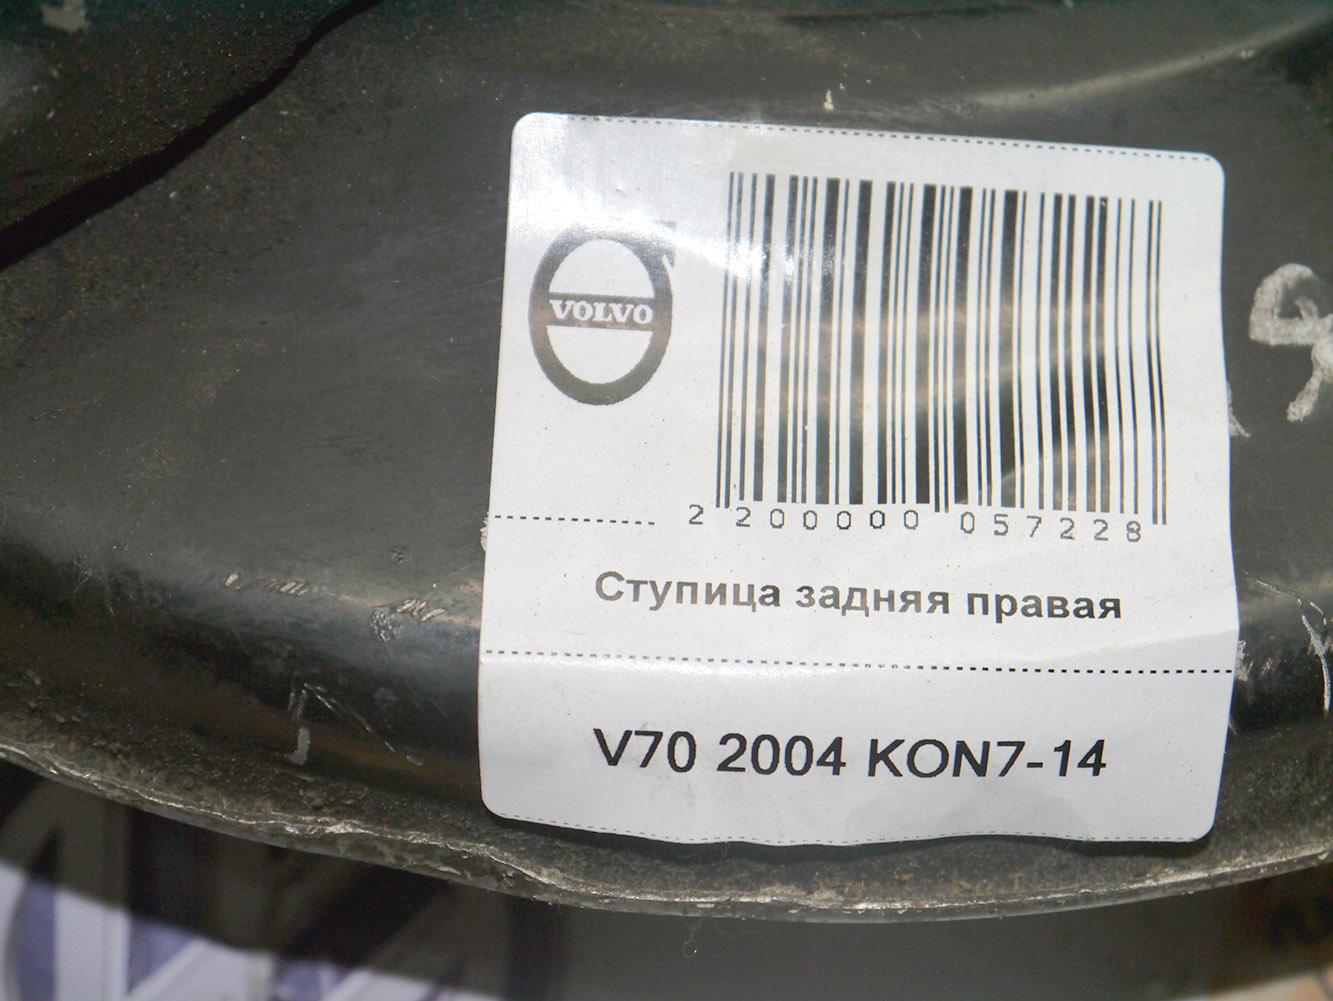 VOLVO
2 200000 057228
Ступица задняя правая
V70 2004 KON7-14